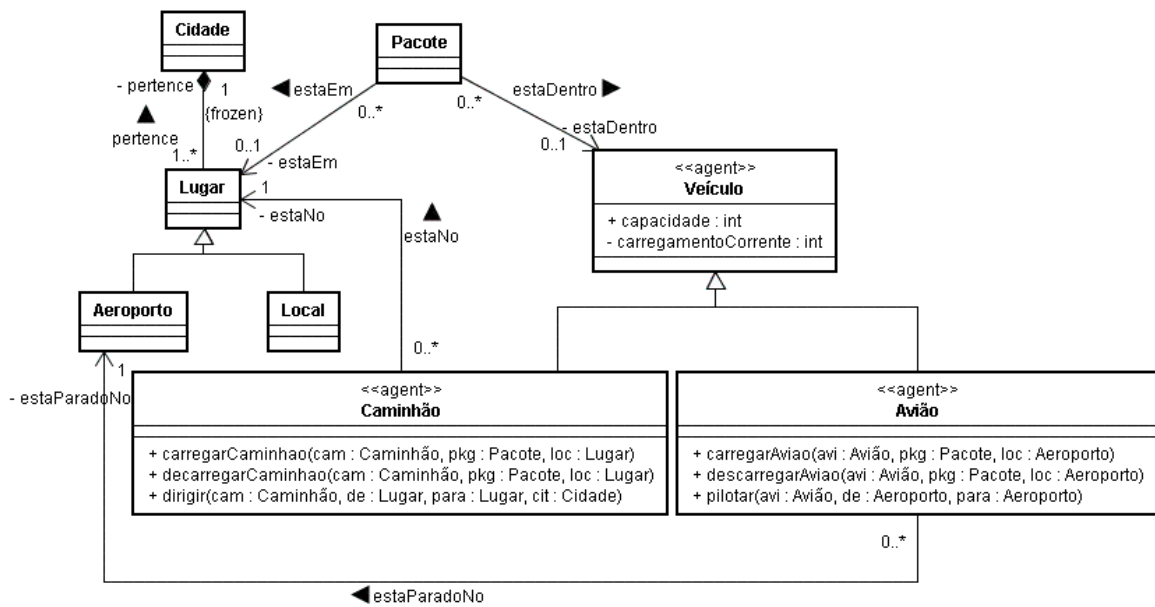 Cidade
Pacote
- pertence
1
{frozen}
pertence
1..*
estaEm
0..*
0..1
- estaEm
0..*
estaDentro
- estaDentro
0..1
Lugar
1
- estaNo
estaNo
0..*
<<agent>>
Veículo
+ capacidade : int
- carregamentoCorrente : int
Aeroporto
Local
1
- estaParadoNo
<<agent>>
Caminhão
+ carregarCaminhao(cam : Caminhão, pkg : Pacote, loc : Lugar)
+ decarregarCaminhao(cam : Caminhão, pkg : Pacote, loc : Lugar)
+ dirigir(cam : Caminhão, de : Lugar, para : Lugar, cit : Cidade)
<<agent>>
Avião
+ carregarAviao(avi : Avião, pkg : Pacote, loc : Aeroporto)
+ descarregarAviao(avi : Avião, pkg : Pacote, loc : Aeroporto)
+ pilotar(avi : Avião, de : Aeroporto, para : Aeroporto)
0..*
estaParadoNo